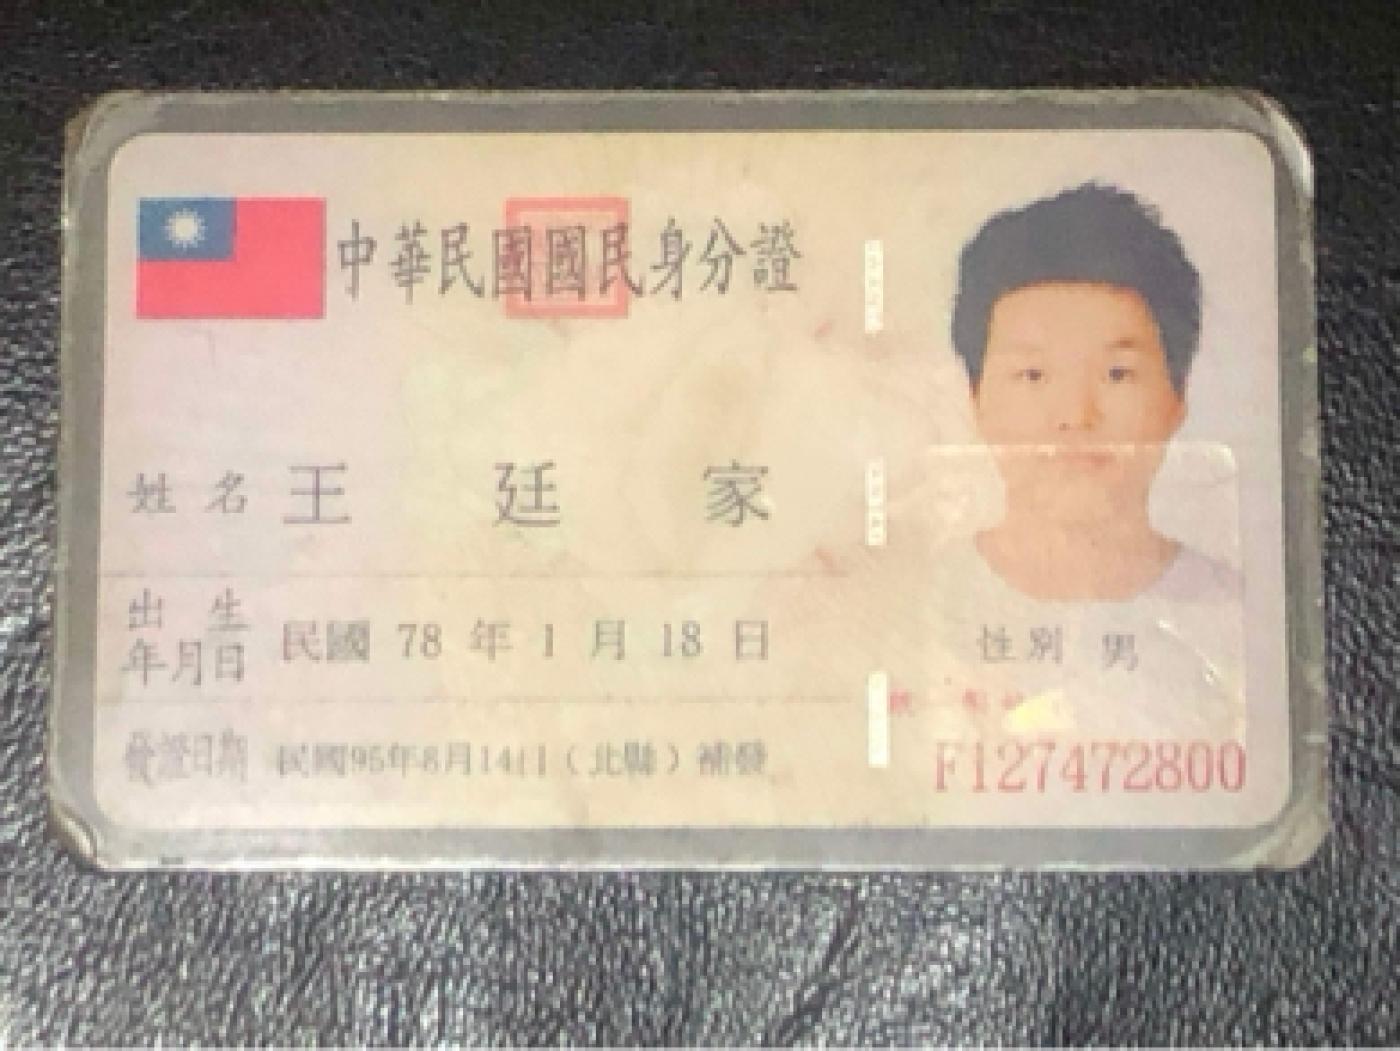 中華民國國民身分證
姓名 王廷家
出生年月日 民國 78 年 1 月 18 日
性別 男
發證日期 民國95年8月14日（北縣）補發
F127472800